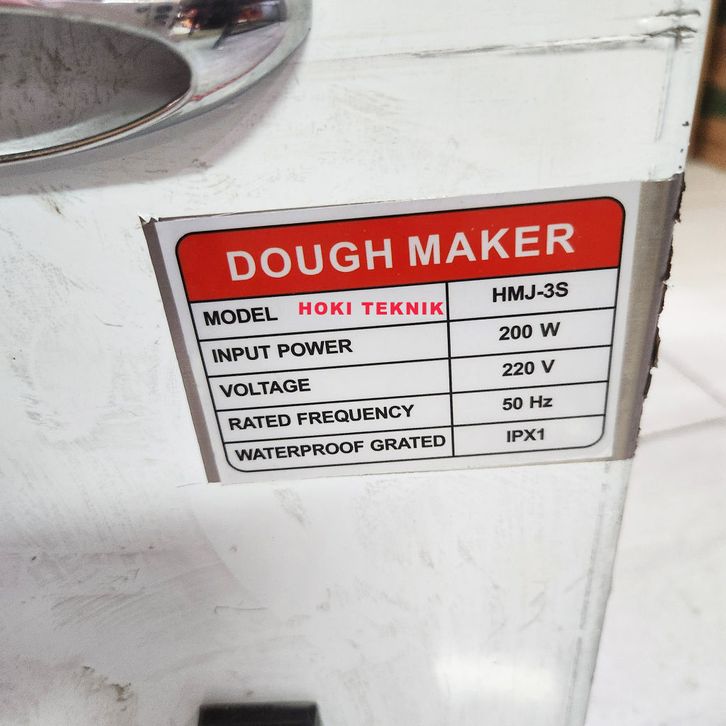 DOUGH MAKER
MODEL HOKI TEKNIK HMJ-3S
INPUT POWER 200 W
VOLTAGE 220 V
RATED FREQUENCY 50 Hz
WATERPROOF GRATED IPX1